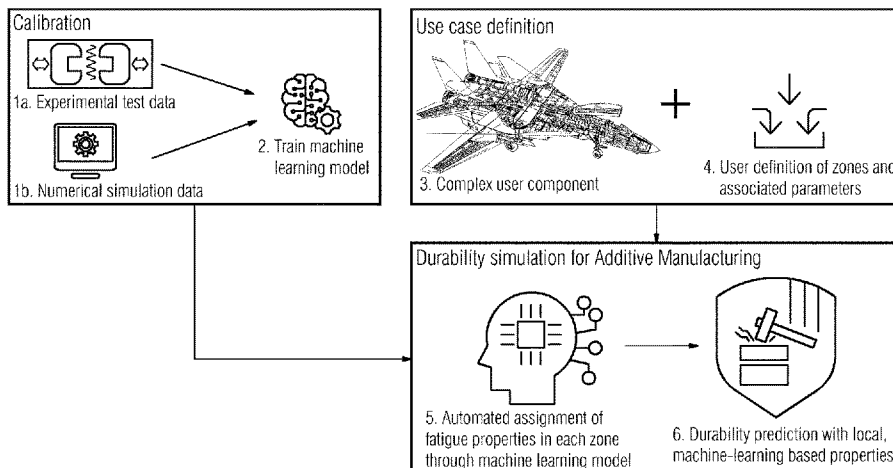 Calibration
1a. Experimental test data
1b. Numerical simulation data
2. Train machine
learning model
Use case definition
3. Complex user component
4. User definition of zones and
associated parameters
Durability simulation for Additive Manufacturing
5. Automated assignment of
fatigue properties in each zone
through machine learning model
6. Durability prediction with local,
machine-learning based properties